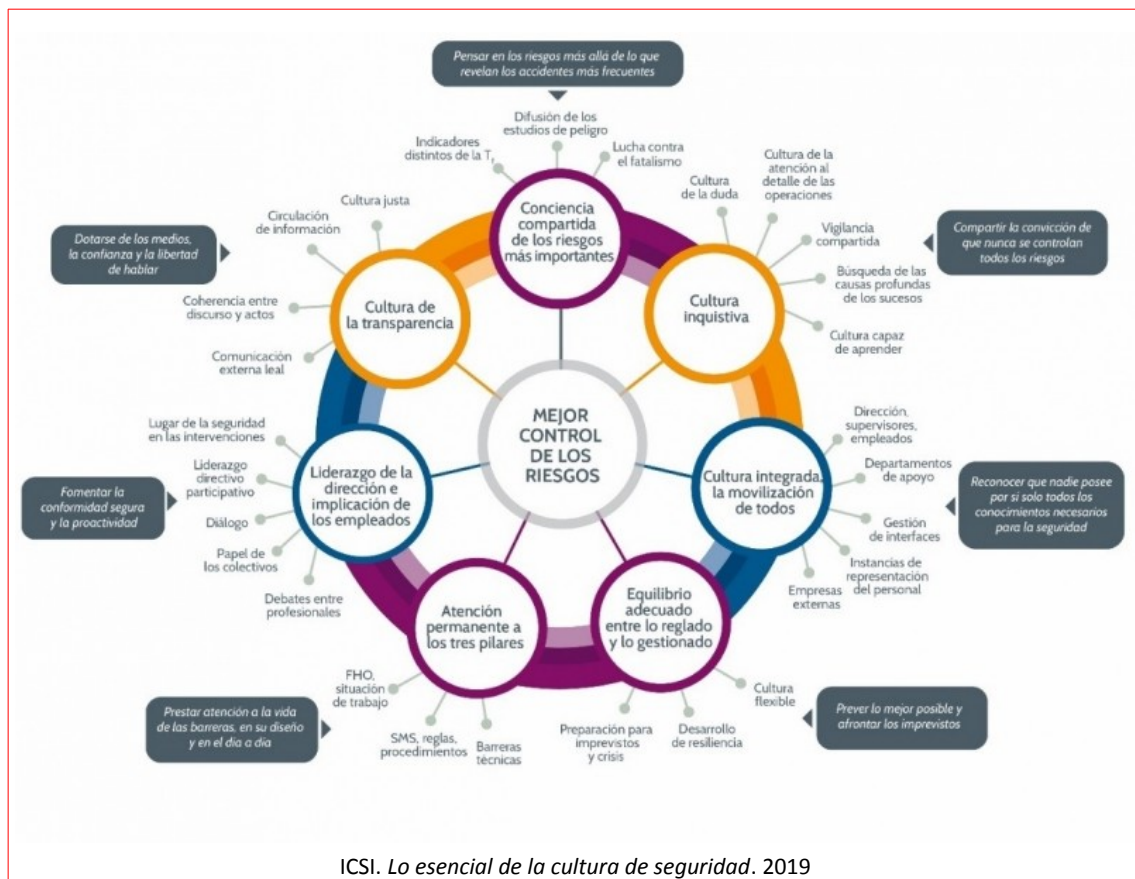 Pensar en los riesgos más allá de lo que
revelan los accidentes más frecuentes
Difusión de los
estudios de peligro
Indicadores
distintos de la Tr
Lucha contra
el fatalismo
Conciencia
compartida
de los riesgos
más importantes
Cultura de la
atención al
detalle de las
operaciones
Cultura
de la duda
Vigilancia
compartida
Búsqueda de las
causas profundas
de los sucesos
Cultura capaz
de aprender
Cultura
inquistiva
Compartir la convicción de
que nunca se controlan
todos los riesgos
Cultura justa
Circulación
de información
Coherencia entre
discurso y actos
Comunicación
externa leal
Cultura de
la transparencia
Dotarse de los medios,
la confianza y la libertad
de hablar
MEJOR
CONTROL
DE LOS
RIESGOS
Lugar de la seguridad
en las intervenciones
Liderazgo
directivo
participativo
Diálogo
Papel de
los colectivos
Debates entre
profesionales
Liderazgo de la
dirección e
implicación de
los empleados
Fomentar la
conformidad segura
y la proactividad
Dirección,
supervisores,
empleados
Departamentos
de apoyo
Gestión
de interfaces
Instancias de
representación
del personal
Empresas
externas
Cultura integrada,
la movilización
de todos
Reconocer que nadie posee
por si solo todos los
conocimientos necesarios
para la seguridad
Atención
permanente a
los tres pilares
FHO,
situación
de trabajo
SMS, reglas,
procedimientos
Barreras
técnicas
Prestar atención a la vida
de las barreras, en su diseño
y en el día a día
Equilibrio
adecuado
entre lo reglado
y lo gestionado
Preparación para
imprevistos
y crisis
Desarrollo
de resiliencia
Cultura
flexible
Prever lo mejor posible y
afrontar los imprevistos
ICSI. Lo esencial de la cultura de seguridad. 2019